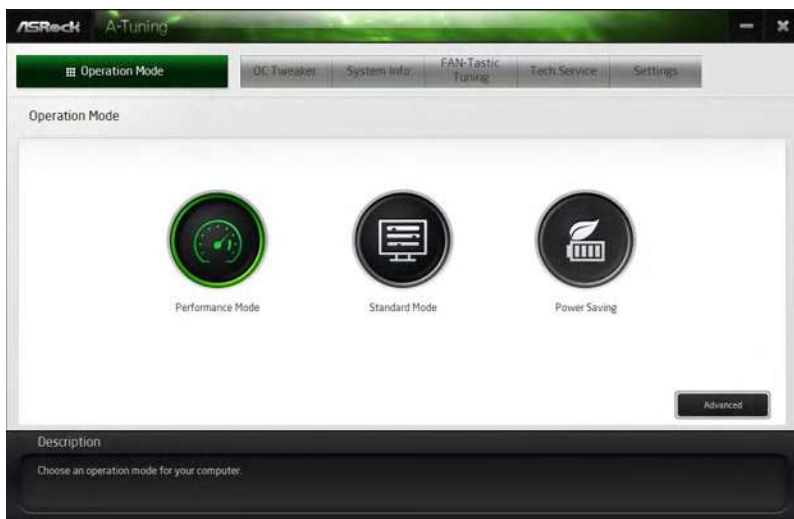 ASRock A-Tuning
Operation Mode OC Tweaker System Info FAN-Tastic Tuning Tech Service Settings
Operation Mode
Performance Mode Standard Mode Power Saving
Advanced
Description
Choose an operation mode for your computer.